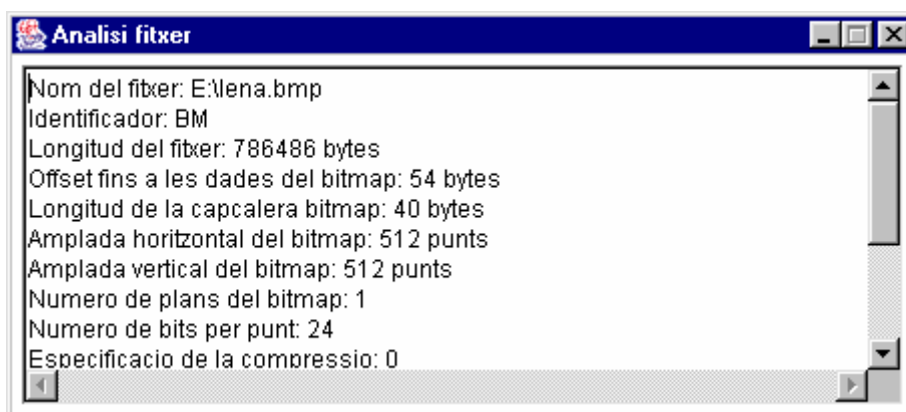 Analisi fitxer
Nom del fitxer: E:\lena.bmp
Identificador: BM
Longitud del fitxer: 786486 bytes
Offset fins a les dades del bitmap: 54 bytes
Longitud de la capcalera bitmap: 40 bytes
Amplada horitzontal del bitmap: 512 punts
Amplada vertical del bitmap: 512 punts
Numero de plans del bitmap: 1
Numero de bits per punt: 24
Especificacio de la compressio: 0